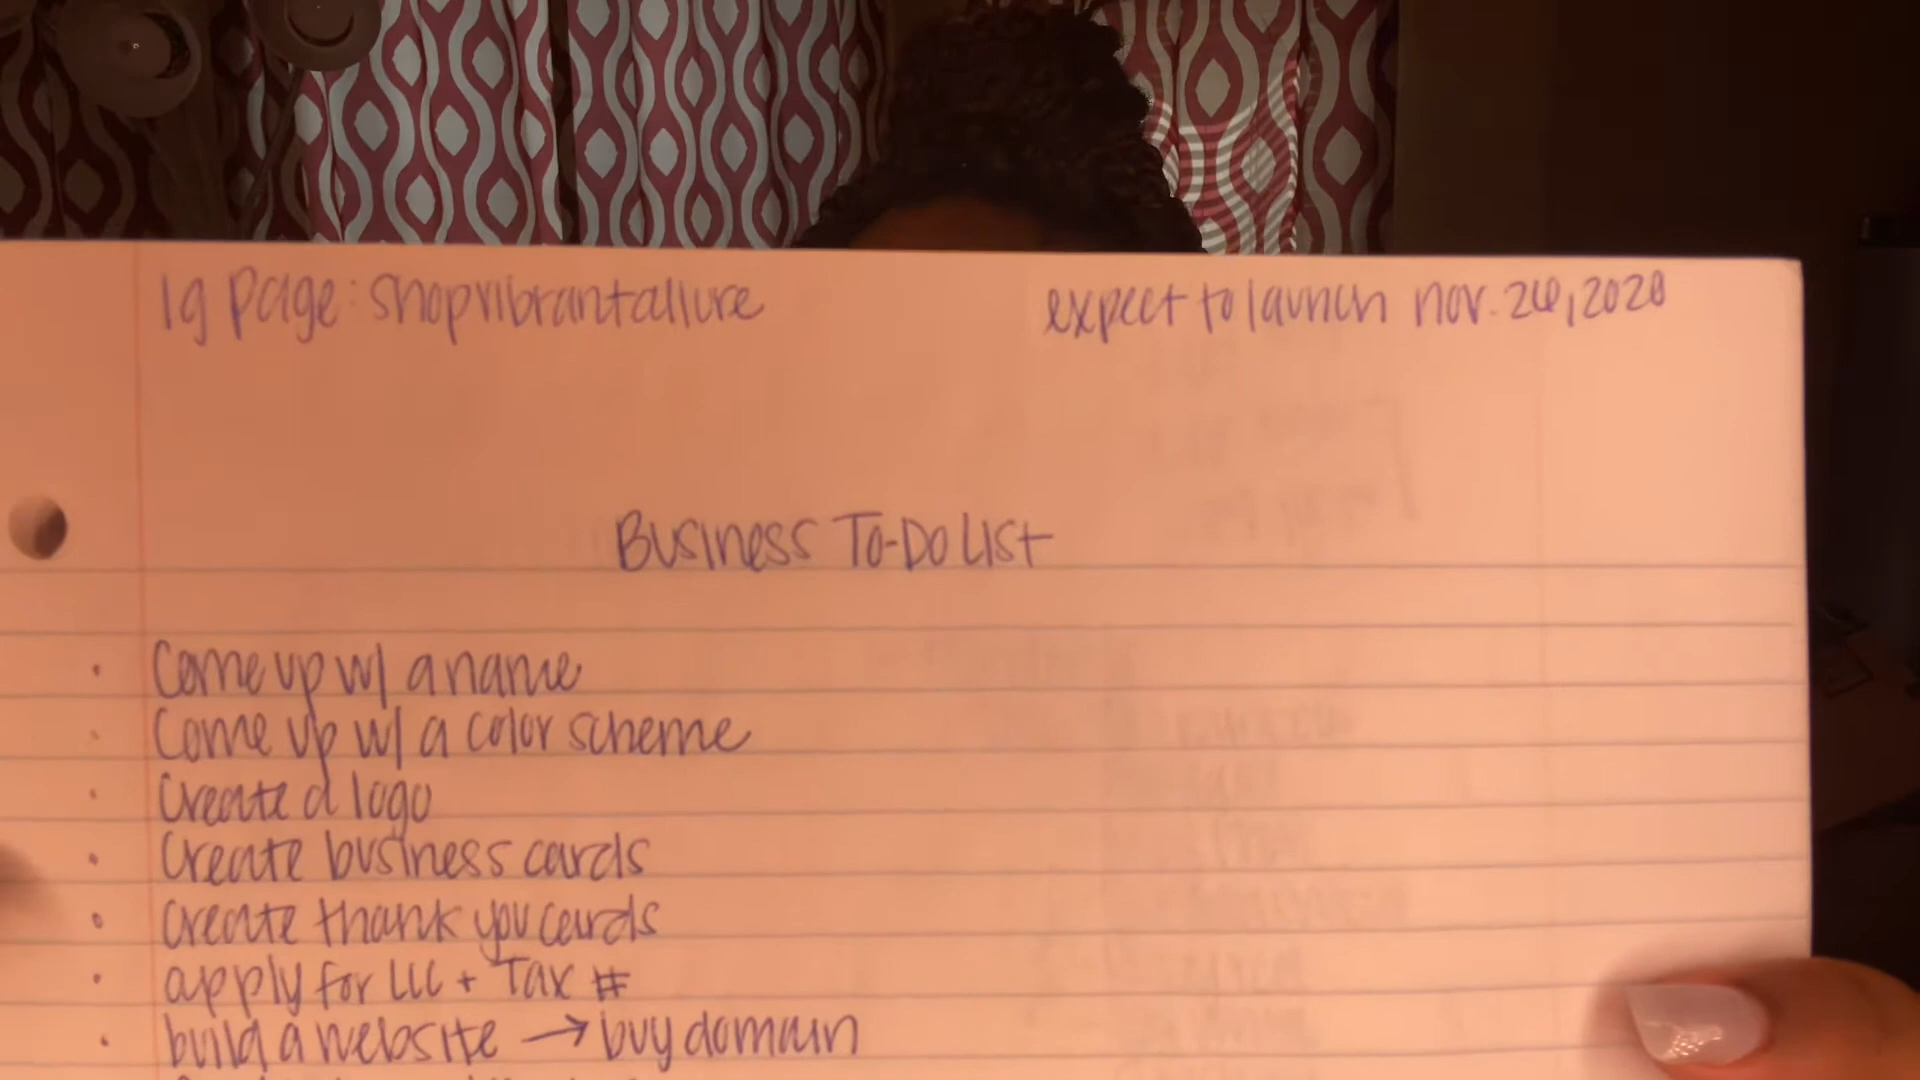 Ig page: shopvibrantallure
expect to launch nov. 26, 2020
Business To-Do List
• Come up w/ a name
• Come up w/ a color scheme
• Create a logo
• Create business cards
• create thank you cards
• apply for LLC + Tax #
• build a website → buy domain